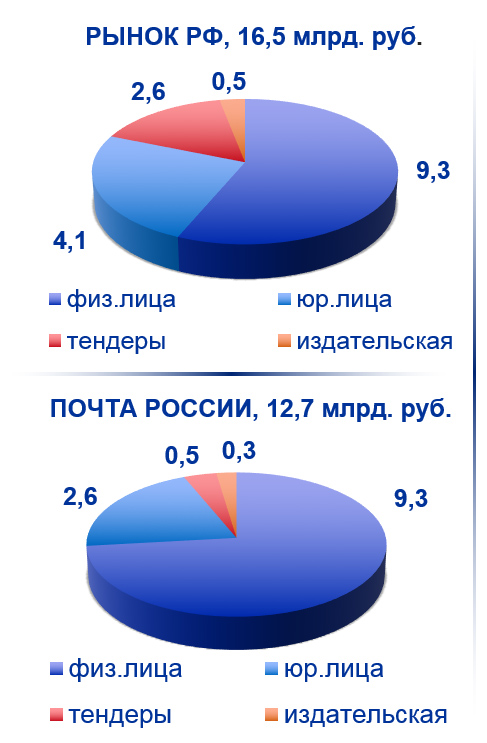 РЫНОК РФ, 16,5 млрд. руб.
2,6
0,5
9,3
4,1
физ.лица
юр.лица
тендеры
издательская
ПОЧТА РОССИИ, 12,7 млрд. руб.
0,5
0,3
2,6
9,3
физ.лица
юр.лица
тендеры
издательская